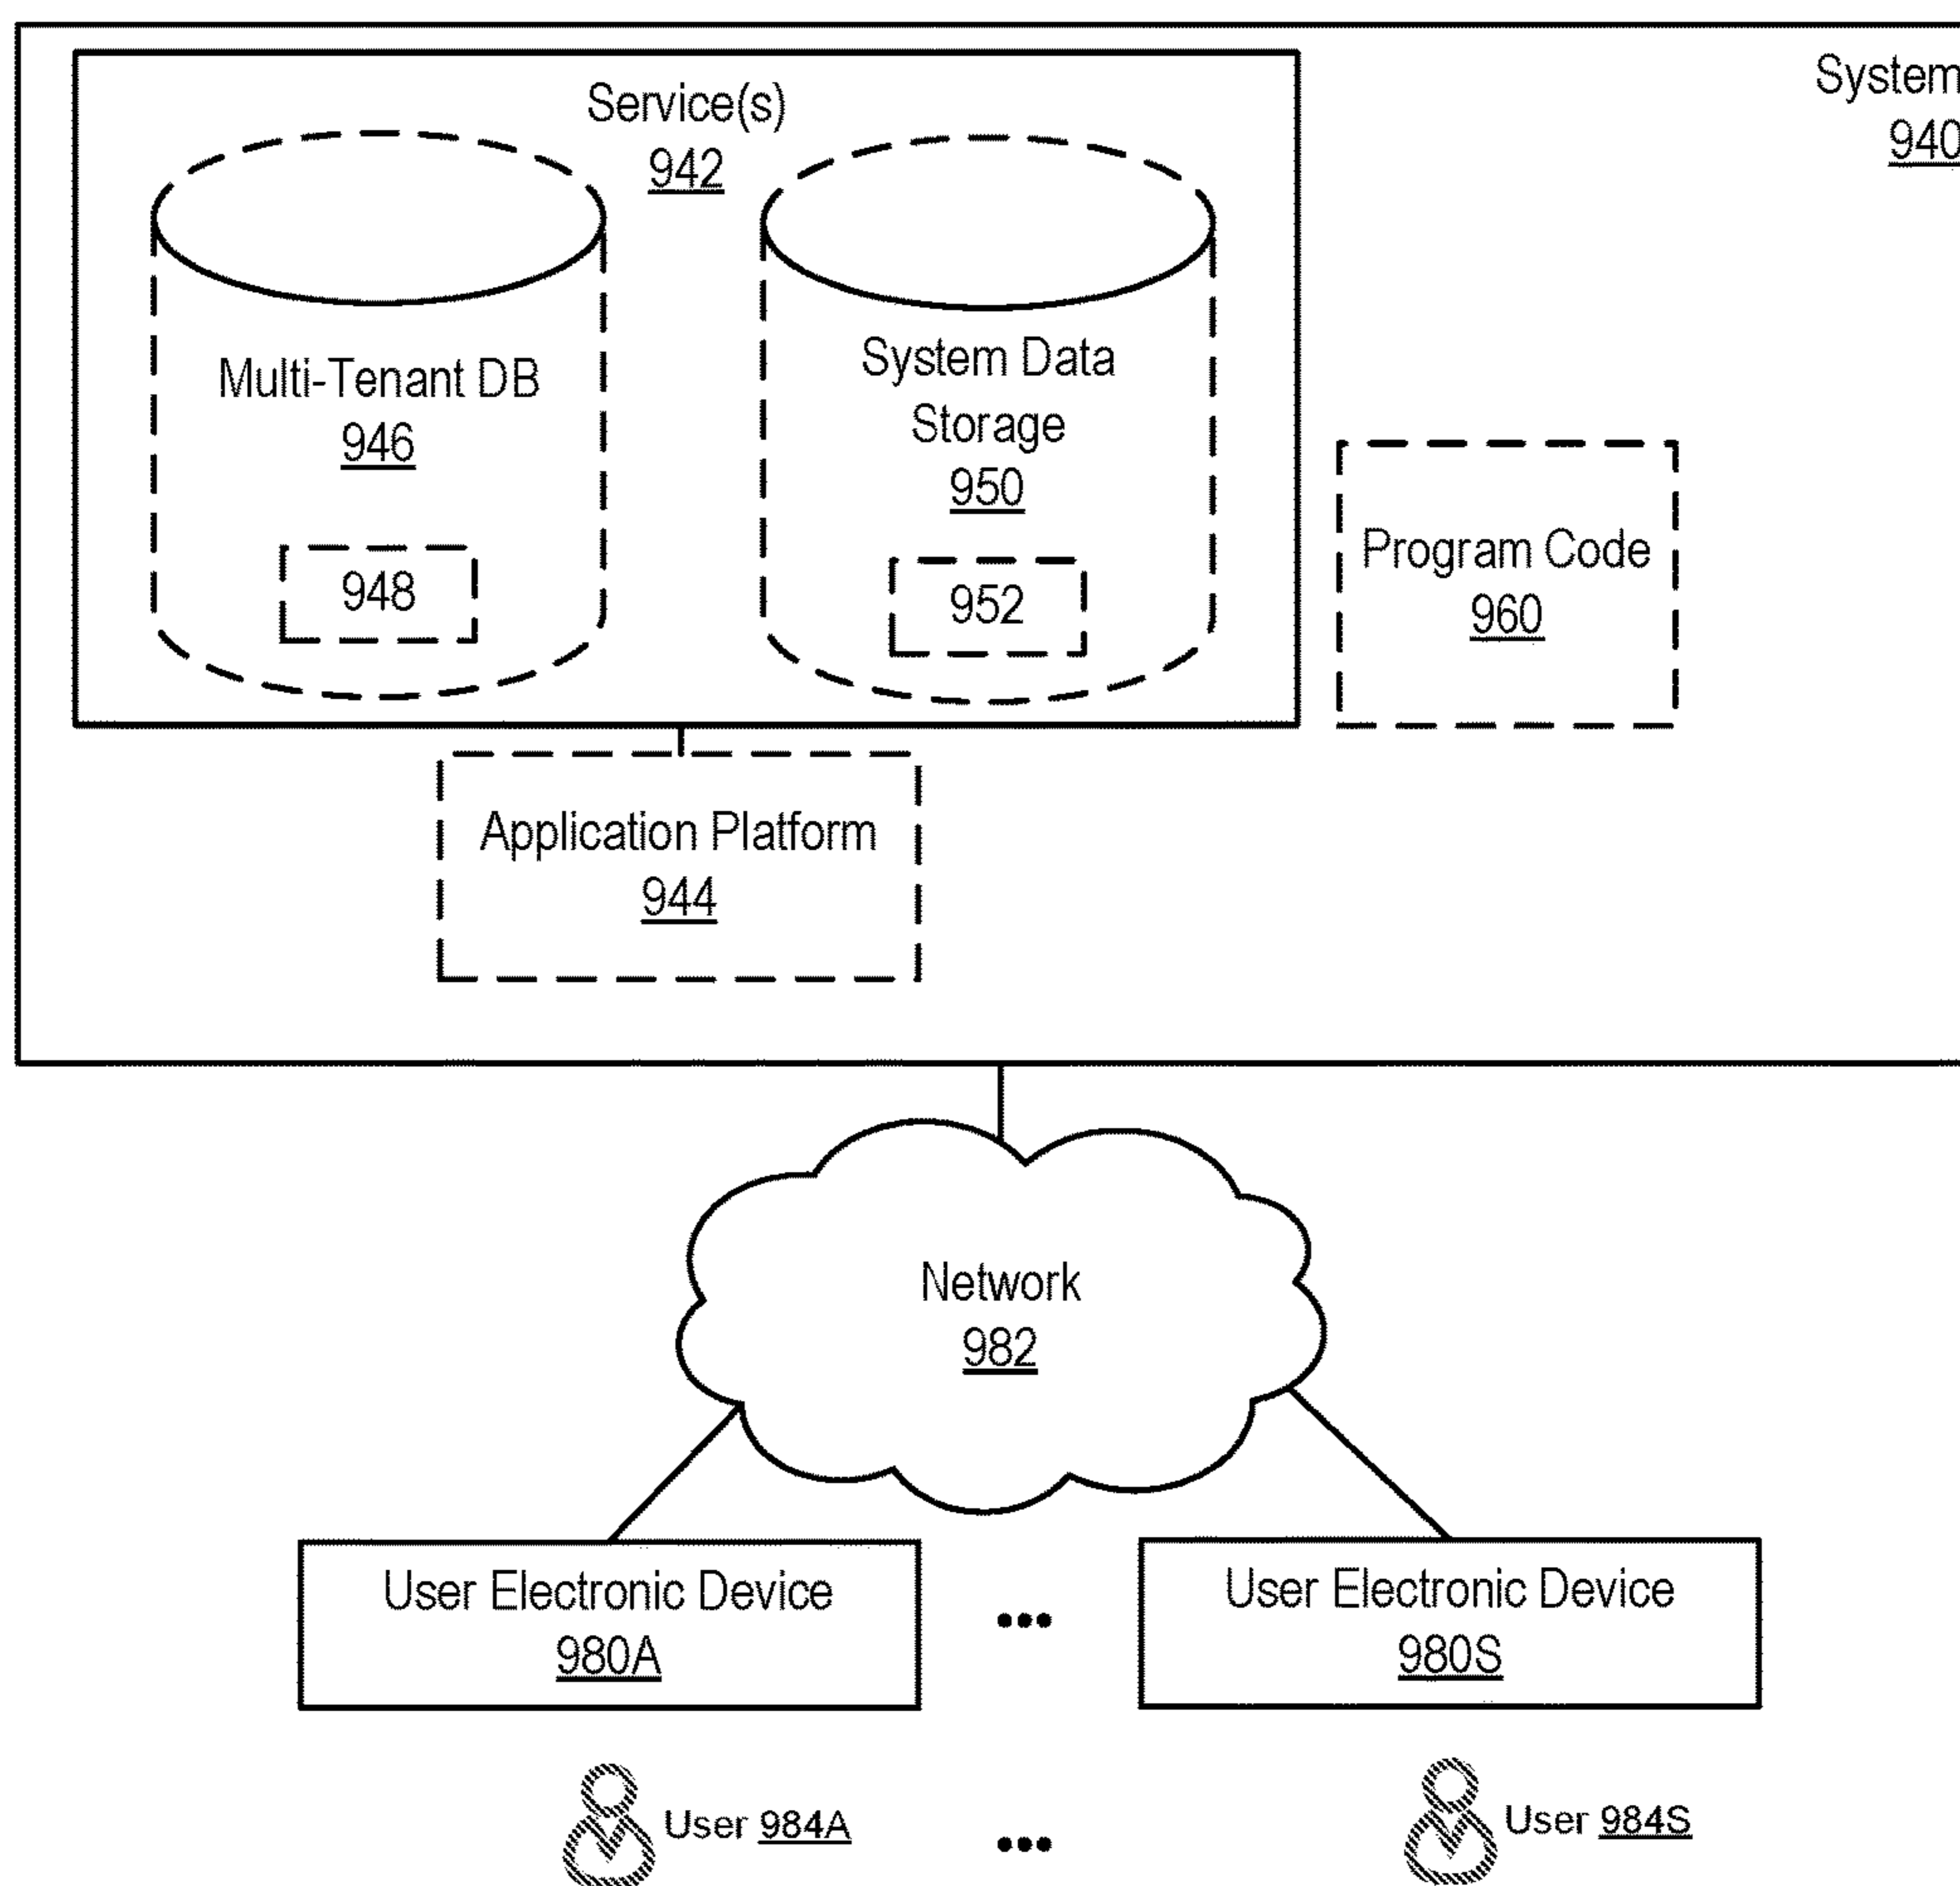 System
940
Service(s)
942
Multi-Tenant DB
946
948
System Data
Storage
950
952
Program Code
960
Application Platform
944
Network
982
User Electronic Device
980A
...
User Electronic Device
980S
User 984A
...
User 984S